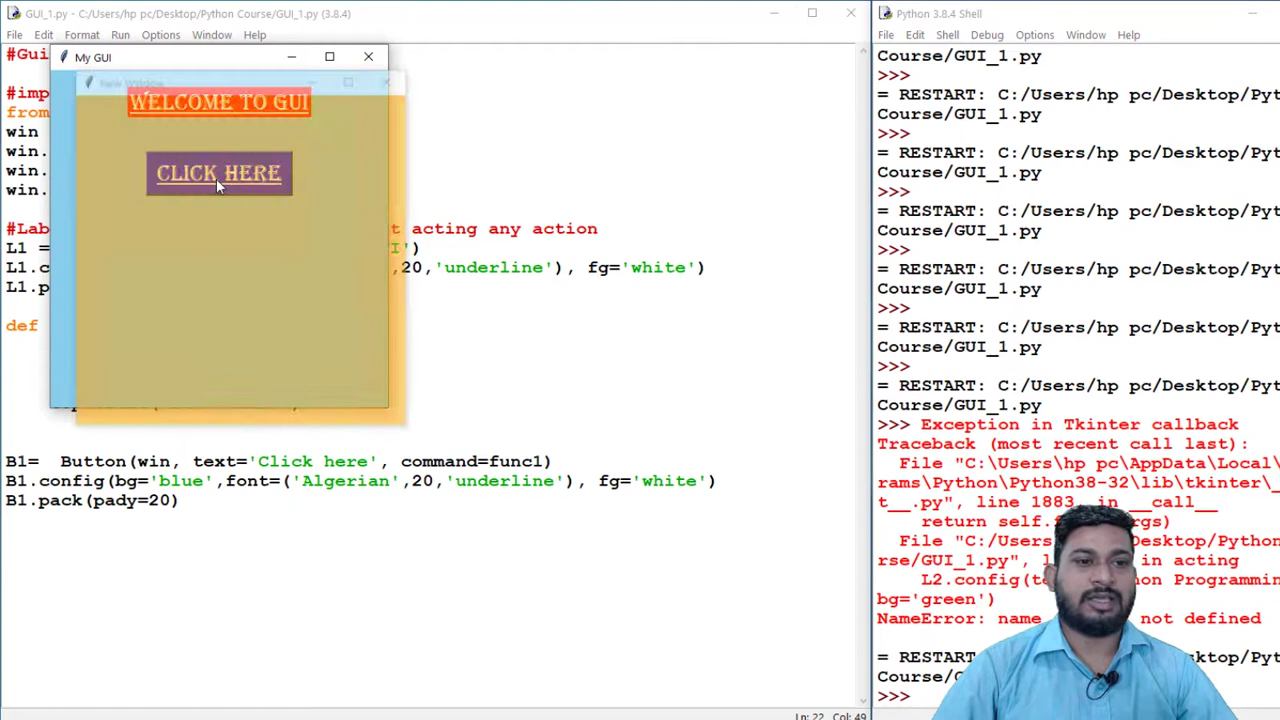 GUI_1.py - C:/Users/hp pc/Desktop/Python Course/GUI_1.py (3.8.4)
File Edit Format Run Options Window Help
#Gui
My GUI
New Window
WELCOME TO GUI
CLICK HERE
#imp
from
win
win.
win.
win.
#Lab t acting any action
L1 = I')
L1.c ,20,'underline'), fg='white')
L1.p
def
B1= Button(win, text='Click here', command=func1)
B1.config(bg='blue',font=('Algerian',20,'underline'), fg='white')
B1.pack(pady=20)
Ln: 22 Col: 49
Python 3.8.4 Shell
File Edit Shell Debug Options Window Help
Course/GUI_1.py
>>>
= RESTART: C:/Users/hp pc/Desktop/Pyt
Course/GUI_1.py
>>>
= RESTART: C:/Users/hp pc/Desktop/Pyt
Course/GUI_1.py
>>>
= RESTART: C:/Users/hp pc/Desktop/Pyt
Course/GUI_1.py
>>>
= RESTART: C:/Users/hp pc/Desktop/Pyt
Course/GUI_1.py
>>>
= RESTART: C:/Users/hp pc/Desktop/Pyt
Course/GUI_1.py
>>>
= RESTART: C:/Users/hp pc/Desktop/Pyt
Course/GUI_1.py
>>> Exception in Tkinter callback
Traceback (most recent call last):
File "C:\Users\hp pc\AppData\Local\
rams\Python\Python38-32\lib\tkinter\_
t__.py", line 1883, in __call__
return self. rgs)
File "C:/Users/h Desktop/Python
rse/GUI_1.py", l in acting
L2.config(te on Programmin
bg='green')
NameError: name not defined
= RESTART sktop/Pyt
Course/GU
>>>